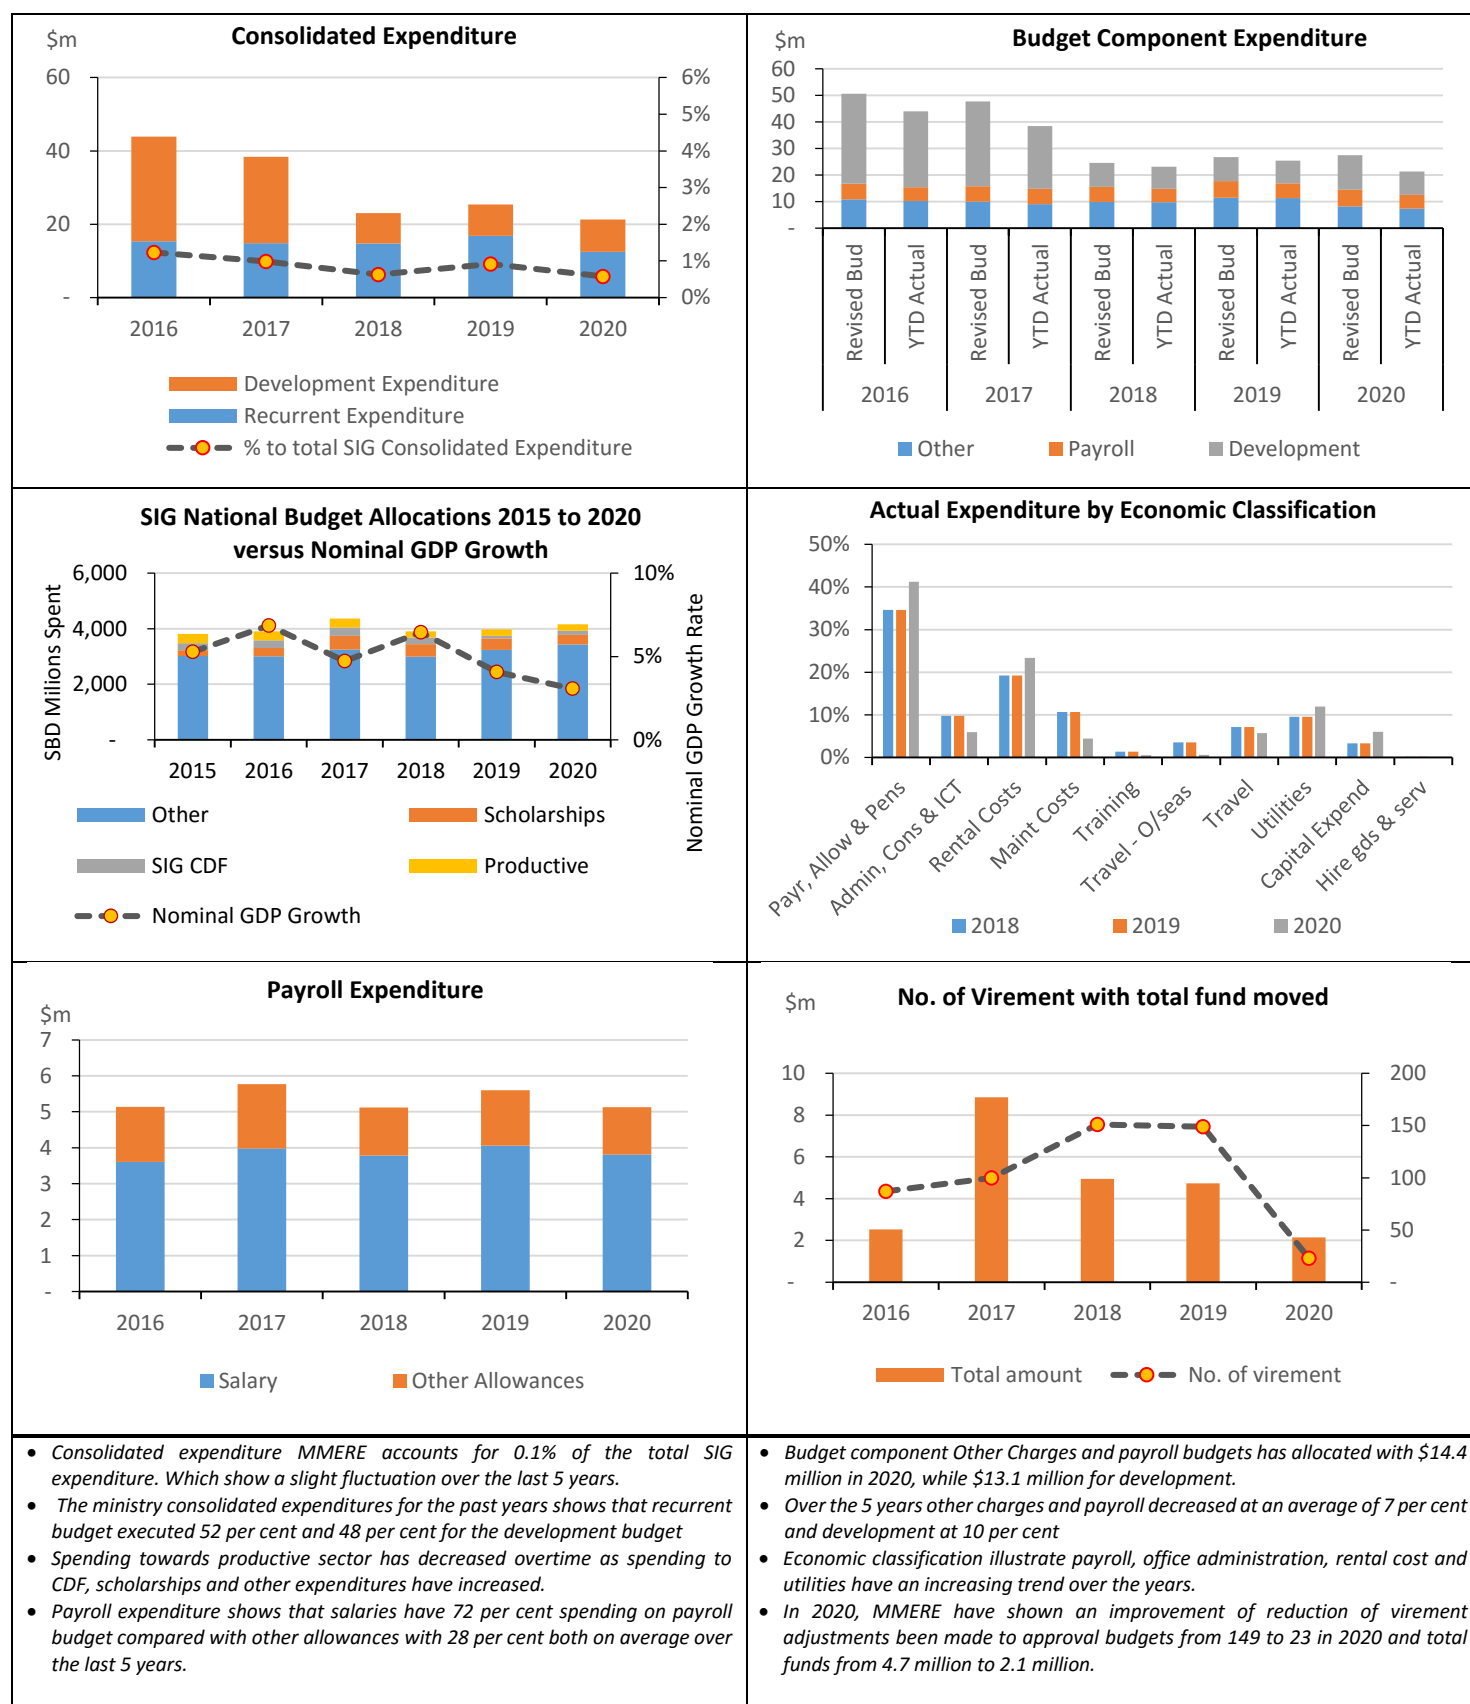 Consolidated Expenditure
$m
60
40
20
-
6%
5%
4%
3%
2%
1%
0%
2016 2017 2018 2019 2020
Development Expenditure
Recurrent Expenditure
% to total SIG Consolidated Expenditure
Budget Component Expenditure
$m
60
50
40
30
20
10
-
Revised Bud YTD Actual Revised Bud YTD Actual Revised Bud YTD Actual Revised Bud YTD Actual Revised Bud YTD Actual
2016 2017 2018 2019 2020
Other Payroll Development
SIG National Budget Allocations 2015 to 2020
versus Nominal GDP Growth
SBD Milions Spent
6,000
4,000
2,000
-
10%
5%
0%
Nominal GDP Growth Rate
2015 2016 2017 2018 2019 2020
Other Scholarships
SIG CDF Productive
Nominal GDP Growth
Actual Expenditure by Economic Classification
50%
40%
30%
20%
10%
0%
Payr, Allow & Pens
Admin, Cons & ICT
Rental Costs
Maint Costs
Training
Travel - O/seas
Travel
Utilities
Capital Expend
Hire gds & serv
2018 2019 2020
Payroll Expenditure
$m
7
6
5
4
3
2
1
-
2016 2017 2018 2019 2020
Salary Other Allowances
No. of Virement with total fund moved
$m
10
8
6
4
2
-
200
150
100
50
-
2016 2017 2018 2019 2020
Total amount No. of virement
• Consolidated expenditure MMERE accounts for 0.1% of the total SIG
expenditure. Which show a slight fluctuation over the last 5 years.
• The ministry consolidated expenditures for the past years shows that recurrent
budget executed 52 per cent and 48 per cent for the development budget
• Spending towards productive sector has decreased overtime as spending to
CDF, scholarships and other expenditures have increased.
• Payroll expenditure shows that salaries have 72 per cent spending on payroll
budget compared with other allowances with 28 per cent both on average over
the last 5 years.
• Budget component Other Charges and payroll budgets has allocated with $14.4
million in 2020, while $13.1 million for development.
• Over the 5 years other charges and payroll decreased at an average of 7 per cent
and development at 10 per cent
• Economic classification illustrate payroll, office administration, rental cost and
utilities have an increasing trend over the years.
• In 2020, MMERE have shown an improvement of reduction of virement
adjustments been made to approval budgets from 149 to 23 in 2020 and total
funds from 4.7 million to 2.1 million.